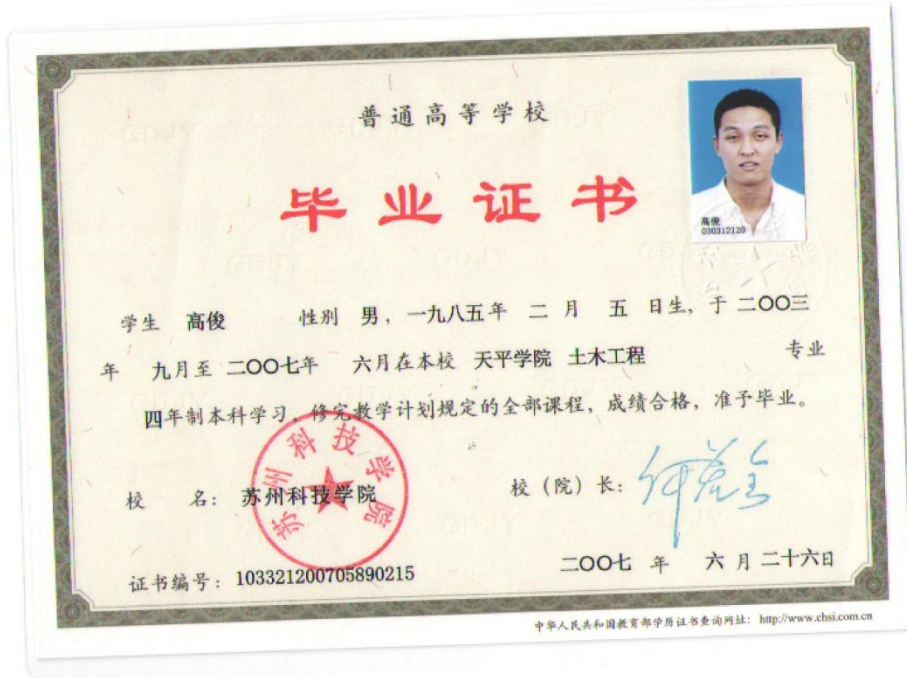 普通高等学校
毕业证书
高俊
030312120
学生 高俊 性别 男，一九八五年 二 月 五 日生，于 二〇〇三
年 九月至 二〇〇七年 六月在本校 天平学院 土木工程 专业
四年制本科学习，修完教学计划规定的全部课程，成绩合格，准予毕业。
校 名：苏州科技学院
苏州科技学院
校（院）长：
证书编号：103321200705890215
二〇〇七 年 六 月 二十六日
中华人民共和国教育部学历证书查询网址：http://www.chsi.com.cn